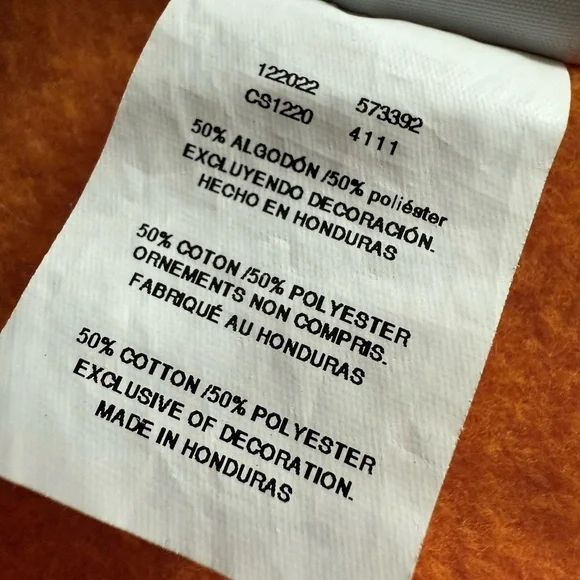 122022 573392
CS1220 4111
50% ALGODÓN /50% poliéster
EXCLUYENDO DECORACIÓN.
HECHO EN HONDURAS
50% COTON /50% POLYESTER
ORNEMENTS NON COMPRIS.
FABRIQUÉ AU HONDURAS
50% COTTON /50% POLYESTER
EXCLUSIVE OF DECORATION.
MADE IN HONDURAS